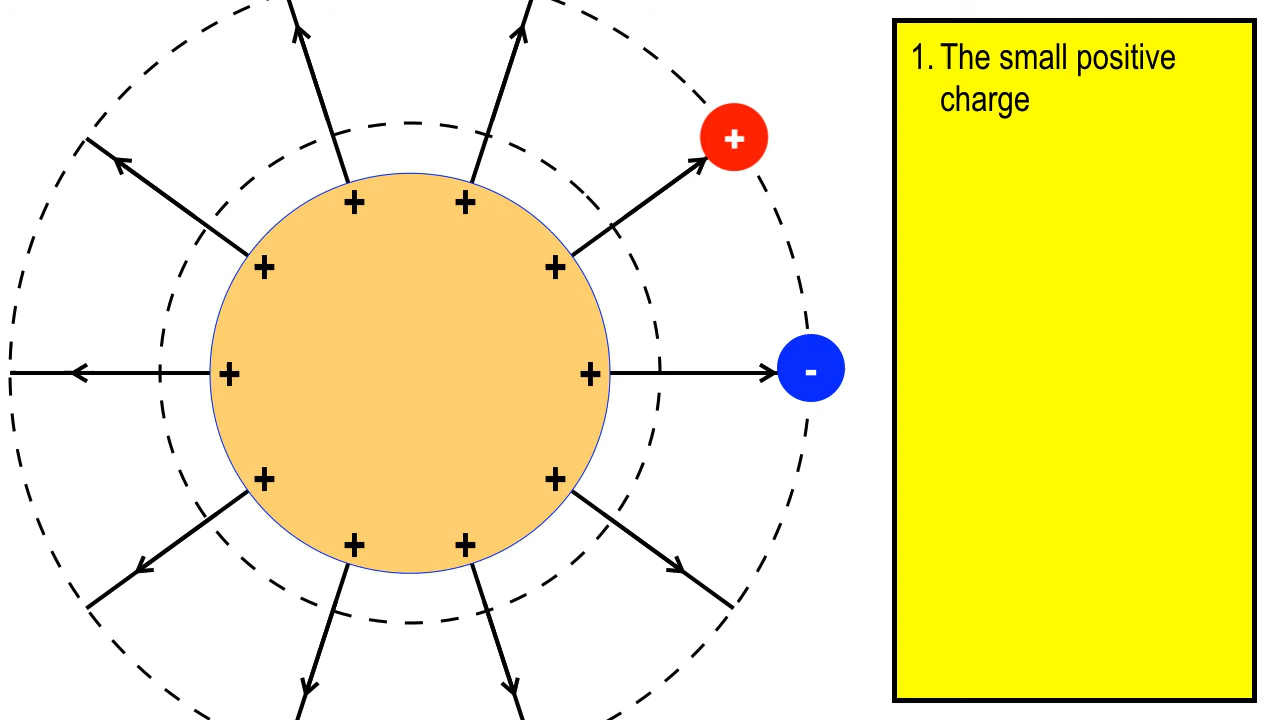 1. The small positive
charge
+ +
+
+ +
+ + -
+ +
+ +